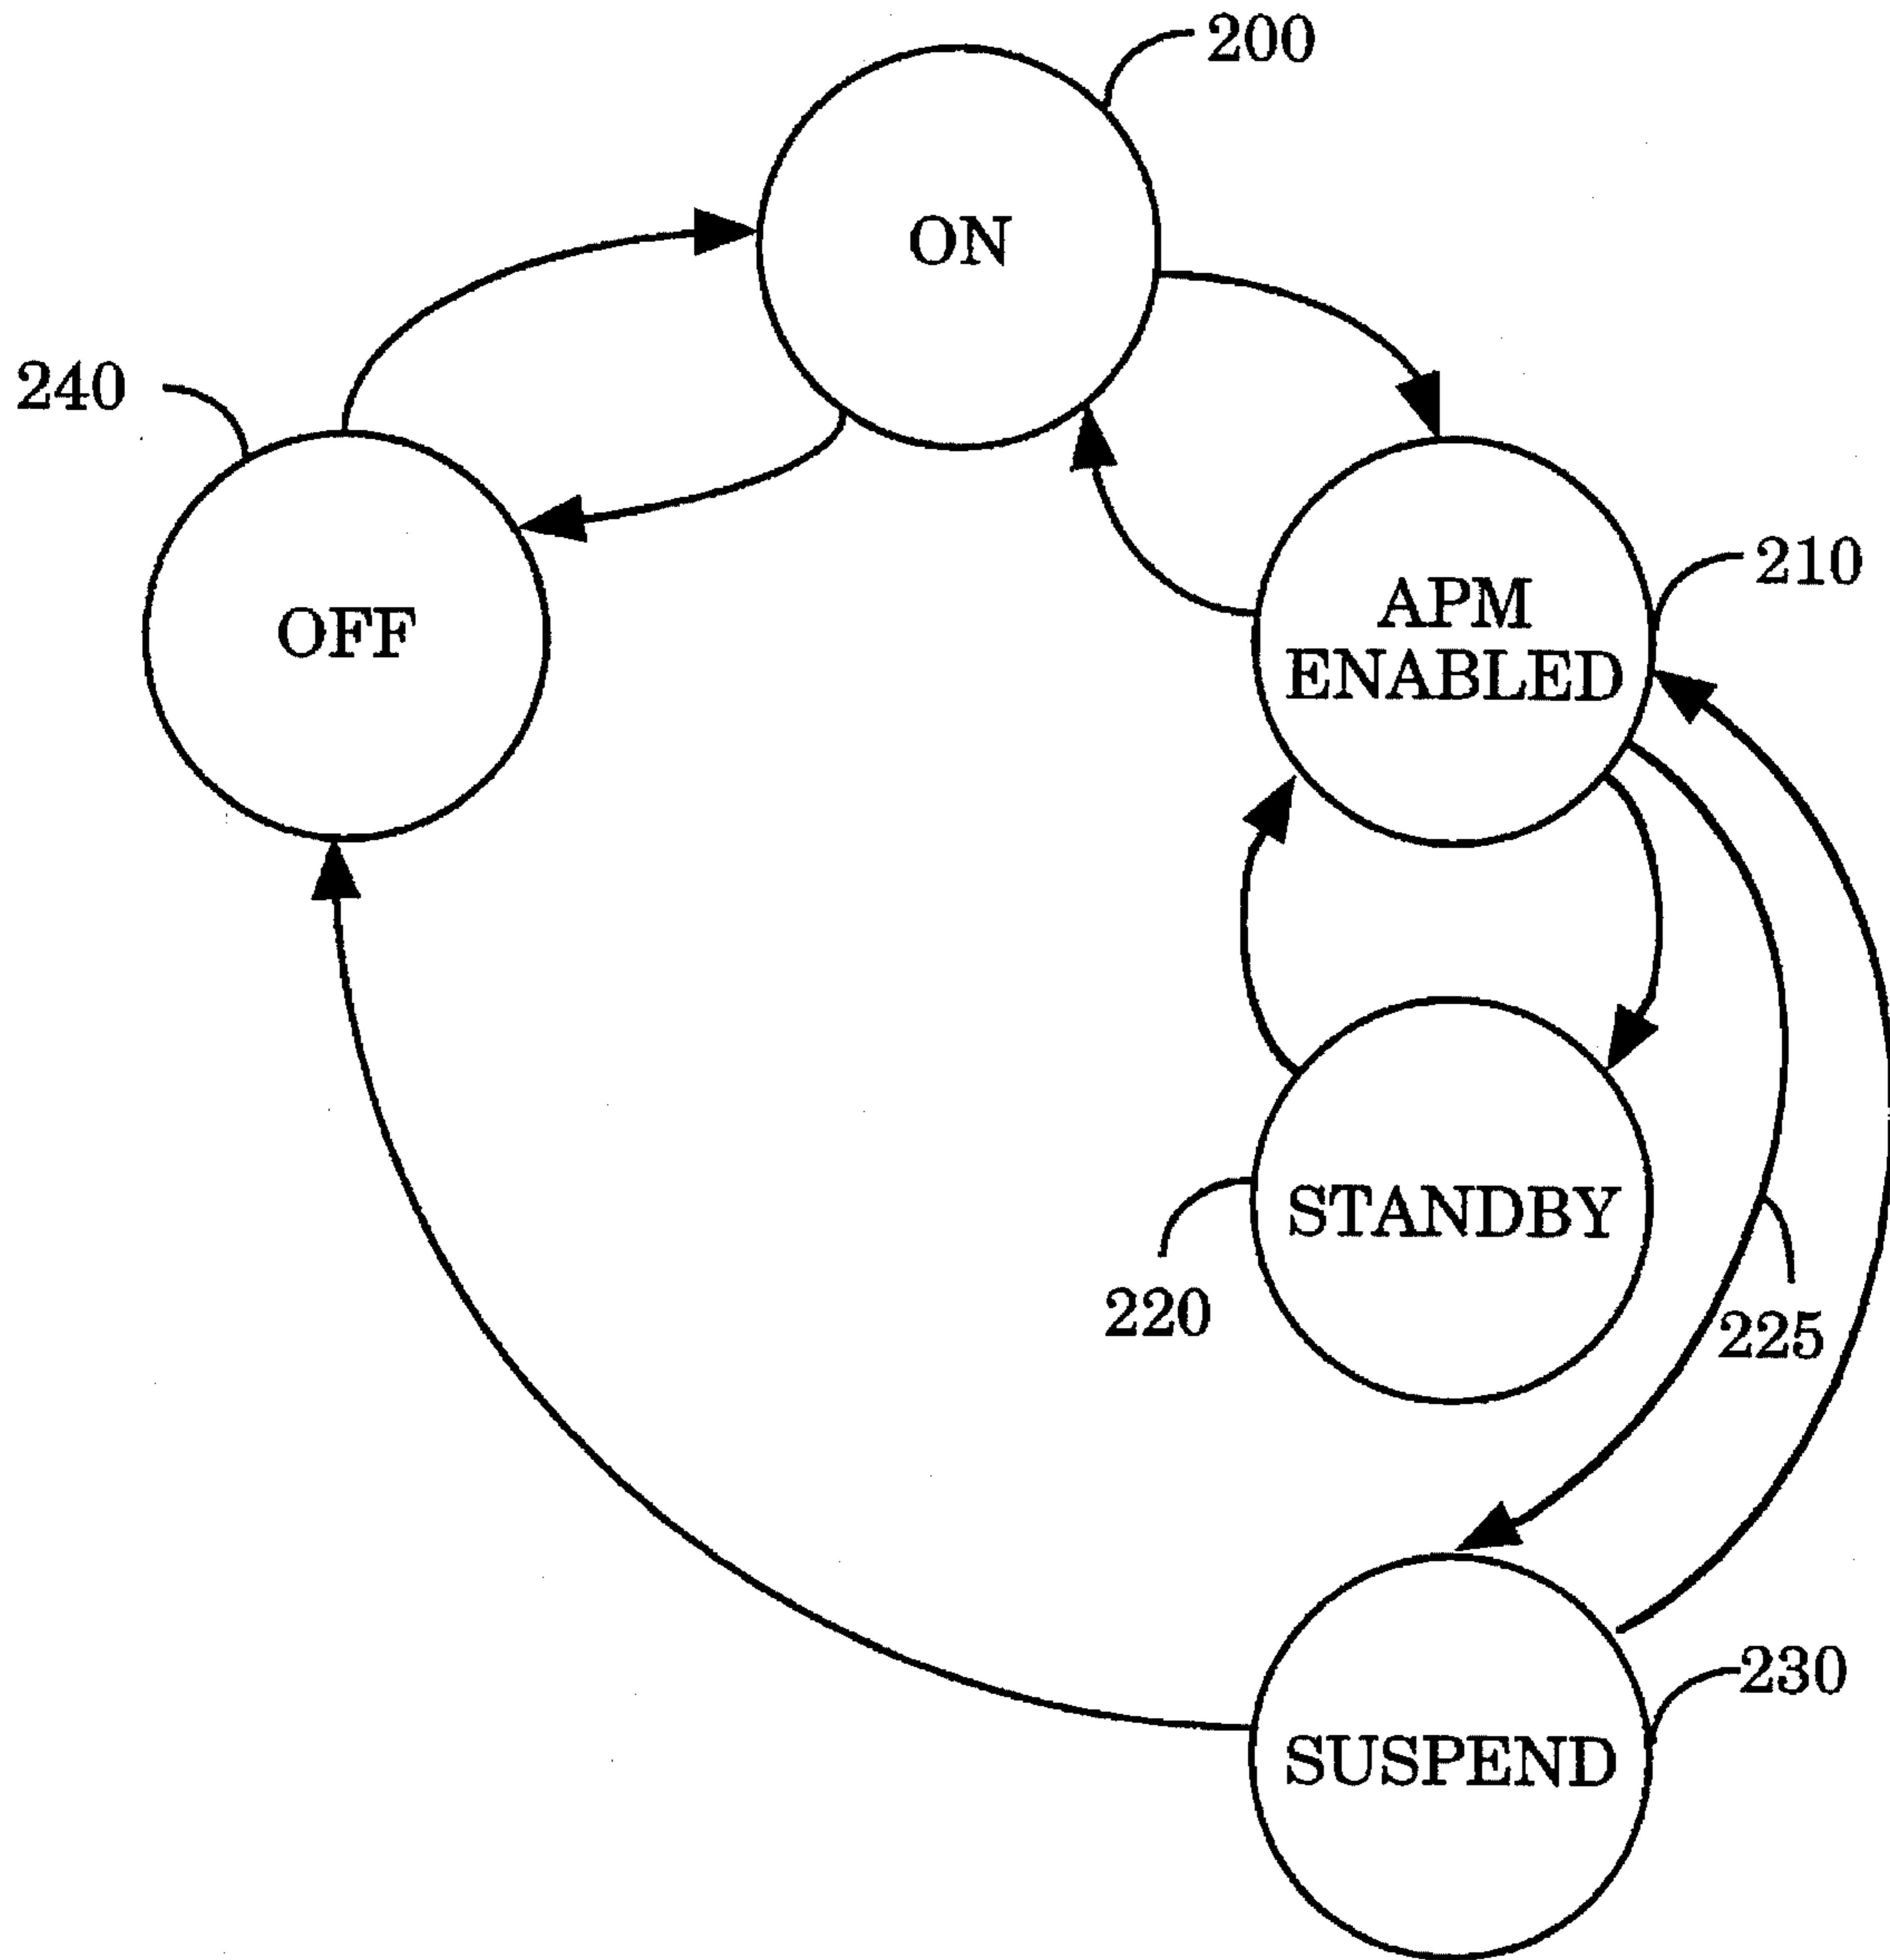 200
ON
240
OFF
210
APM
ENABLED
STANDBY
220
225
230
SUSPEND